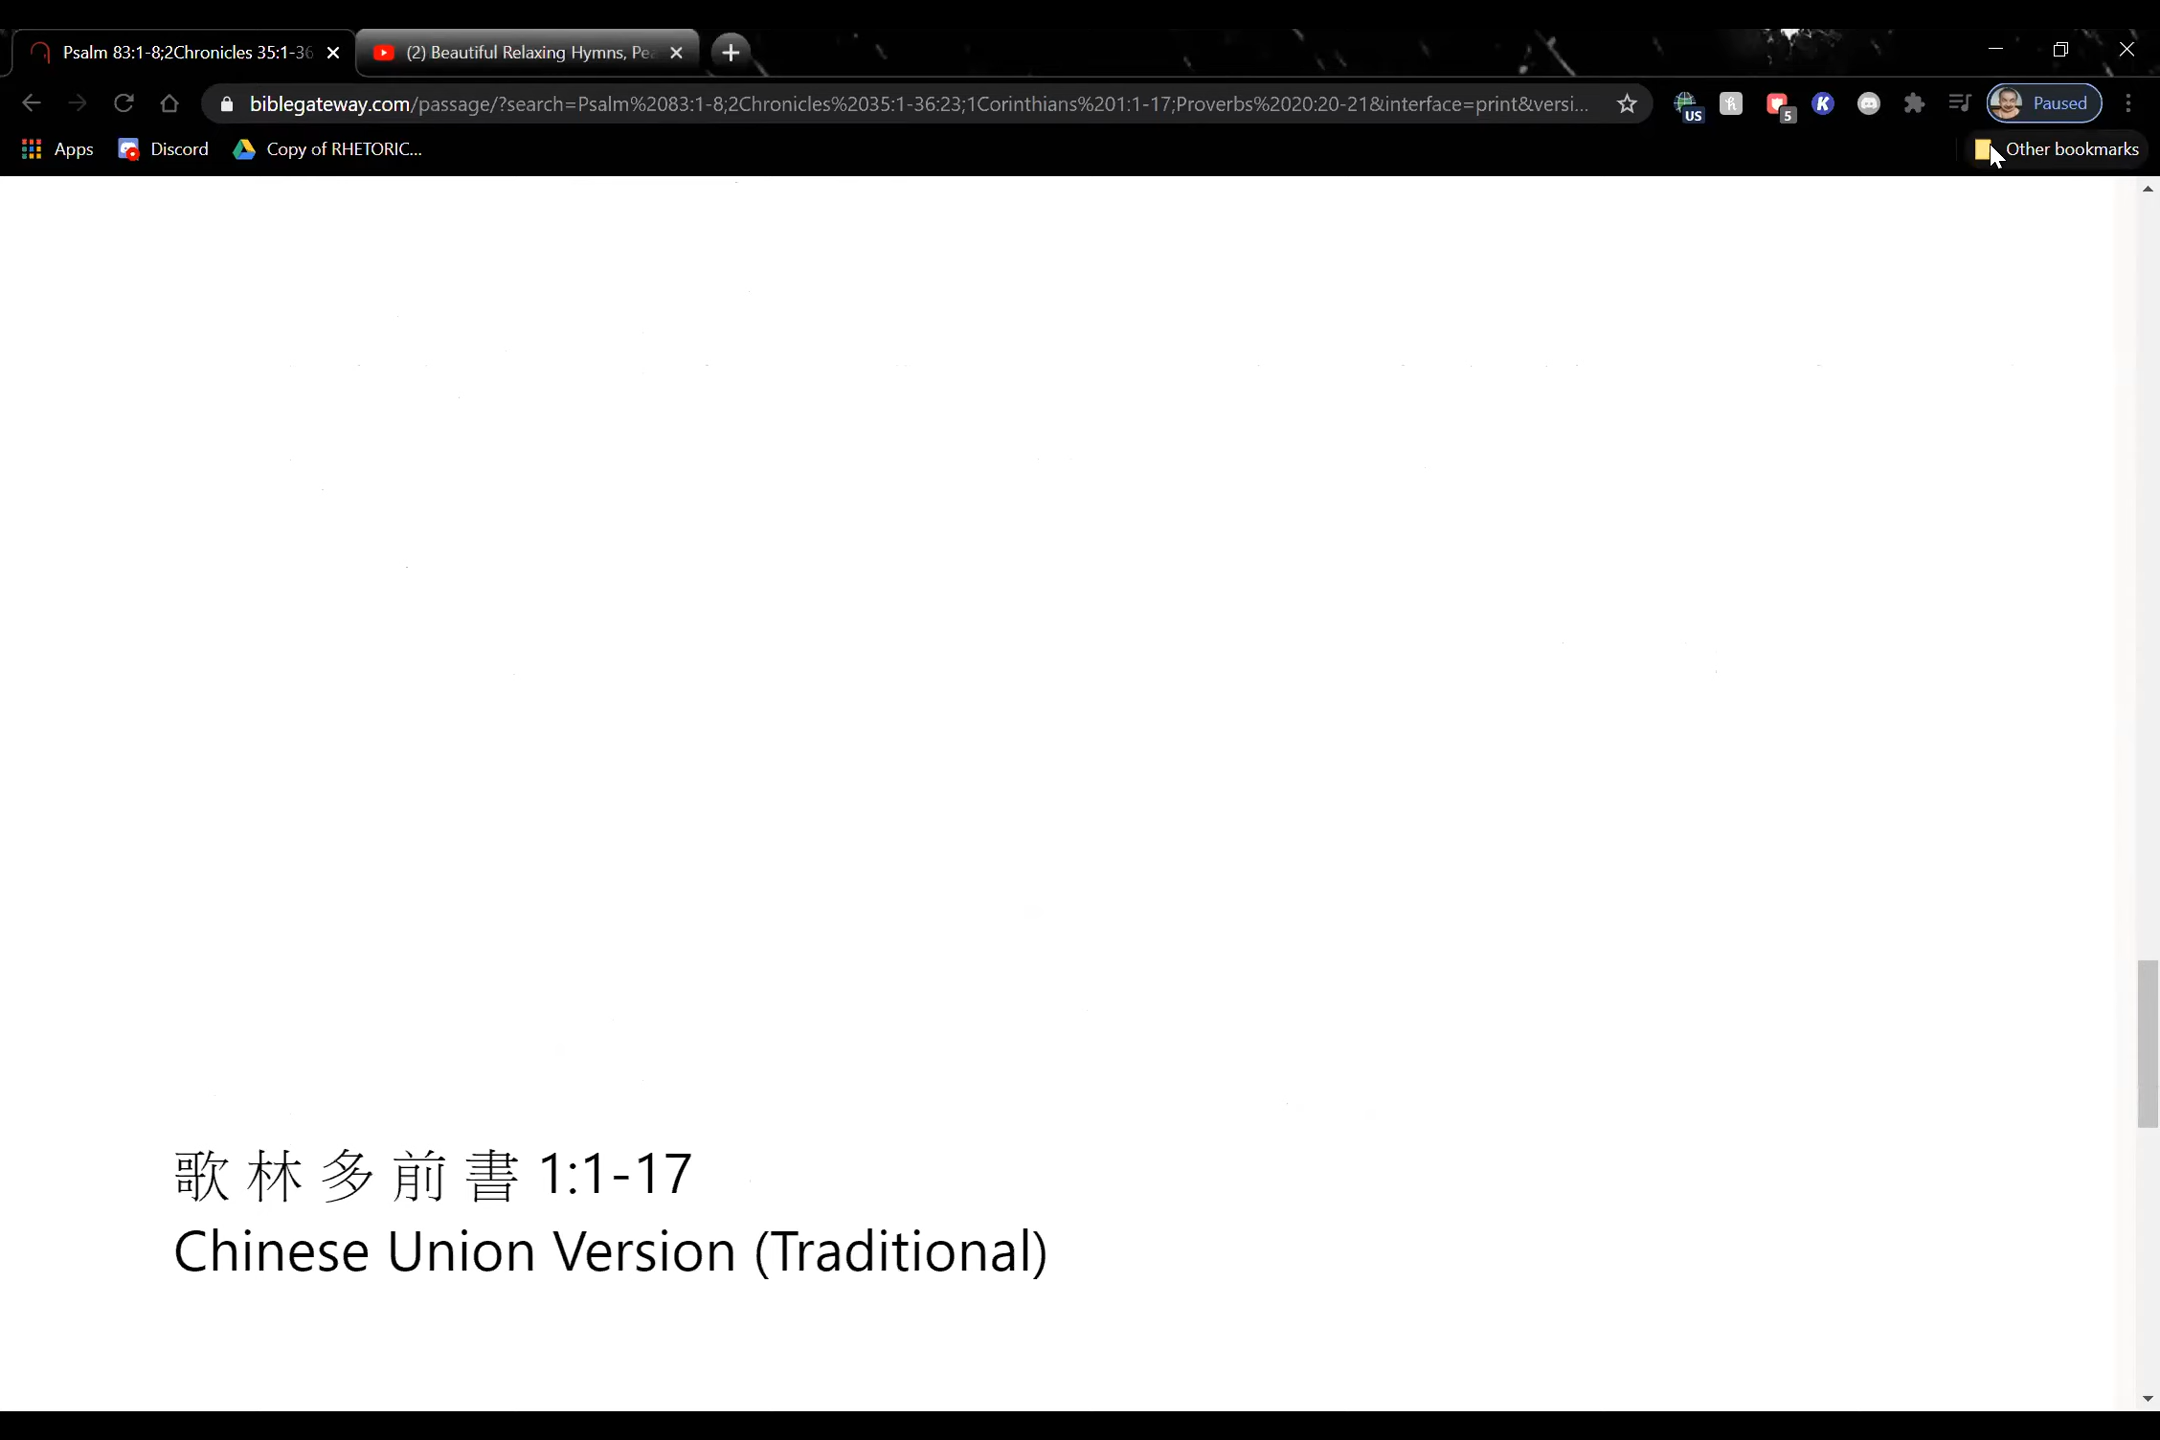 Psalm 83:1-8;2Chronicles 35:1-36
(2) Beautiful Relaxing Hymns, Pe
biblegateway.com/passage/?search=Psalm%2083:1-8;2Chronicles%2035:1-36:23;1Corinthians%201:1-17;Proverbs%2020:20-21&interface=print&versi...
US
5
Paused
Apps
Discord
Copy of RHETORIC...
Other bookmarks
歌 林 多 前 書 1:1-17
Chinese Union Version (Traditional)